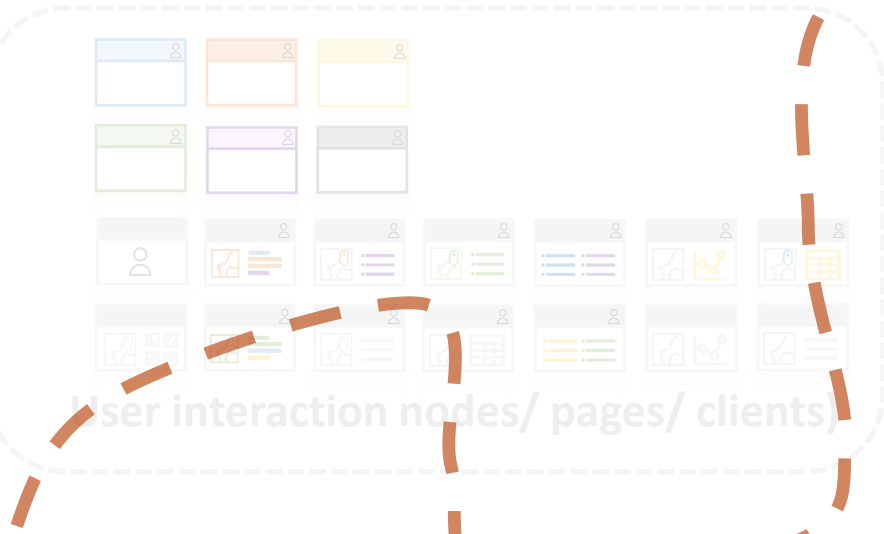 User interaction nodes/ pages/ clients)